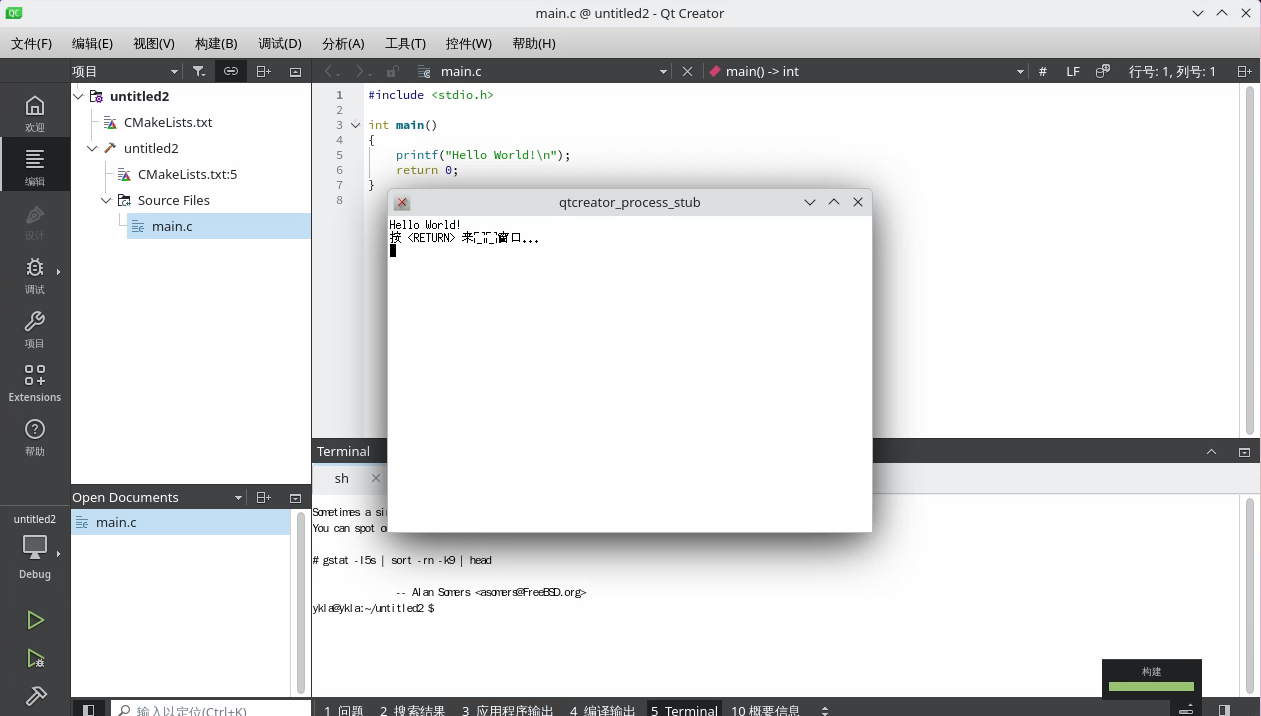 main.c @ untitled2 - Qt Creator
文件(F) 编辑(E) 视图(V) 构建(B) 调试(D) 分析(A) 工具(T) 控件(W) 帮助(H)
项目
main.c
main() -> int
#
LF
行号: 1, 列号: 1
欢迎
编辑
设计
调试
项目
Extensions
帮助
untitled2
Debug
untitled2
CMakeLists.txt
untitled2
CMakeLists.txt:5
Source Files
main.c
Open Documents
main.c
1 #include <stdio.h>
2
3 int main()
4 {
5 printf("Hello World!\n");
6 return 0;
7 }
8
qtcreator_process_stub
Hello World!
按 <RETURN> 来 窗口...
Terminal
sh
Sometimes a
You can spot
# gstat -I5s | sort -rn -k9 | head
-- Alan Somers <asomers@FreeBSD.org>
ykla@ykla:~/untitled2 $
构建
输入以定位(Ctrl+K)
1 问题 2 搜索结果 3 应用程序输出 4 编译输出 5 Terminal 10 概要信息